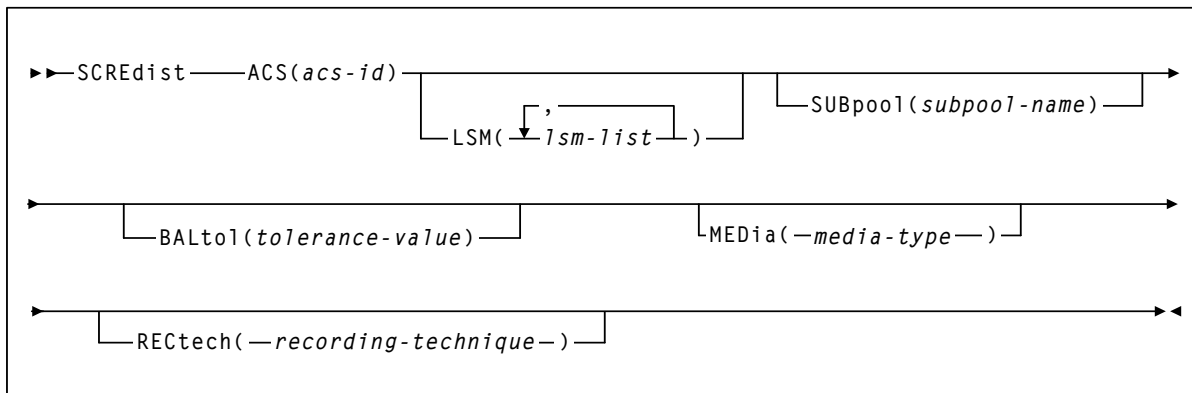 SCREdist ACS(acs-id)
SUBpool(subpool-name)
,
LSM( lsm-list )
BALtol(tolerance-value)
MEDia( media-type )
RECtech( recording-technique )